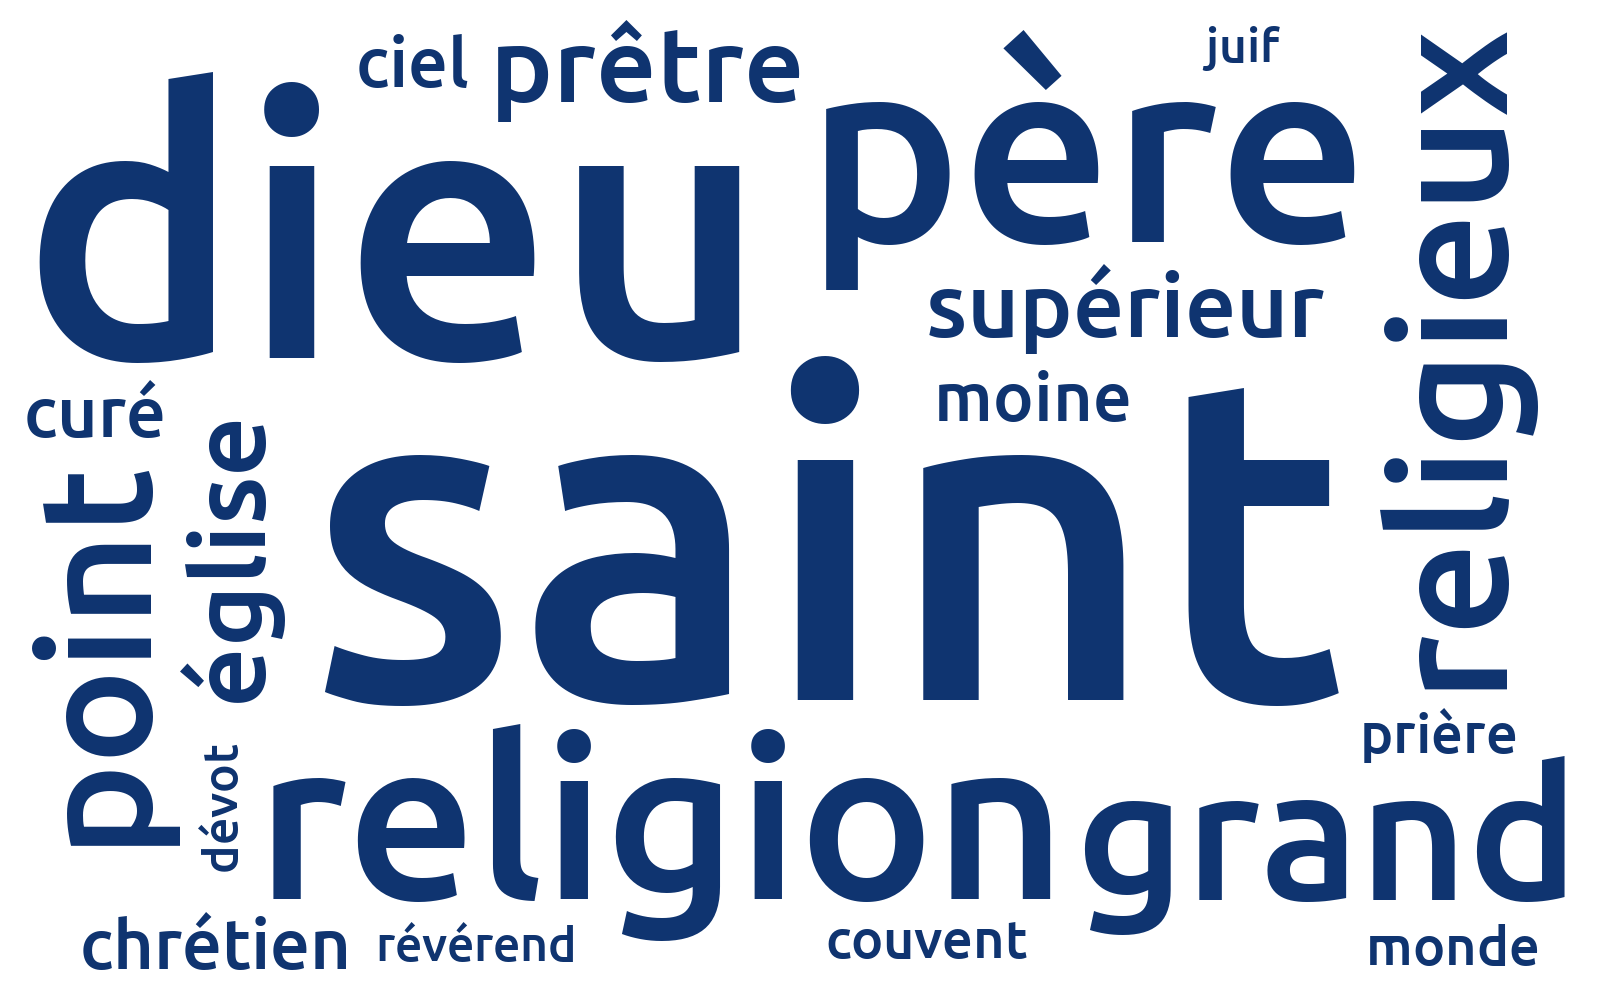 ciel
prêtre
juif
dieu
père
religieux
supérieur
moine
curé
saint
point
église
prière
dévot
religion
grand
chrétien
révérend
couvent
monde